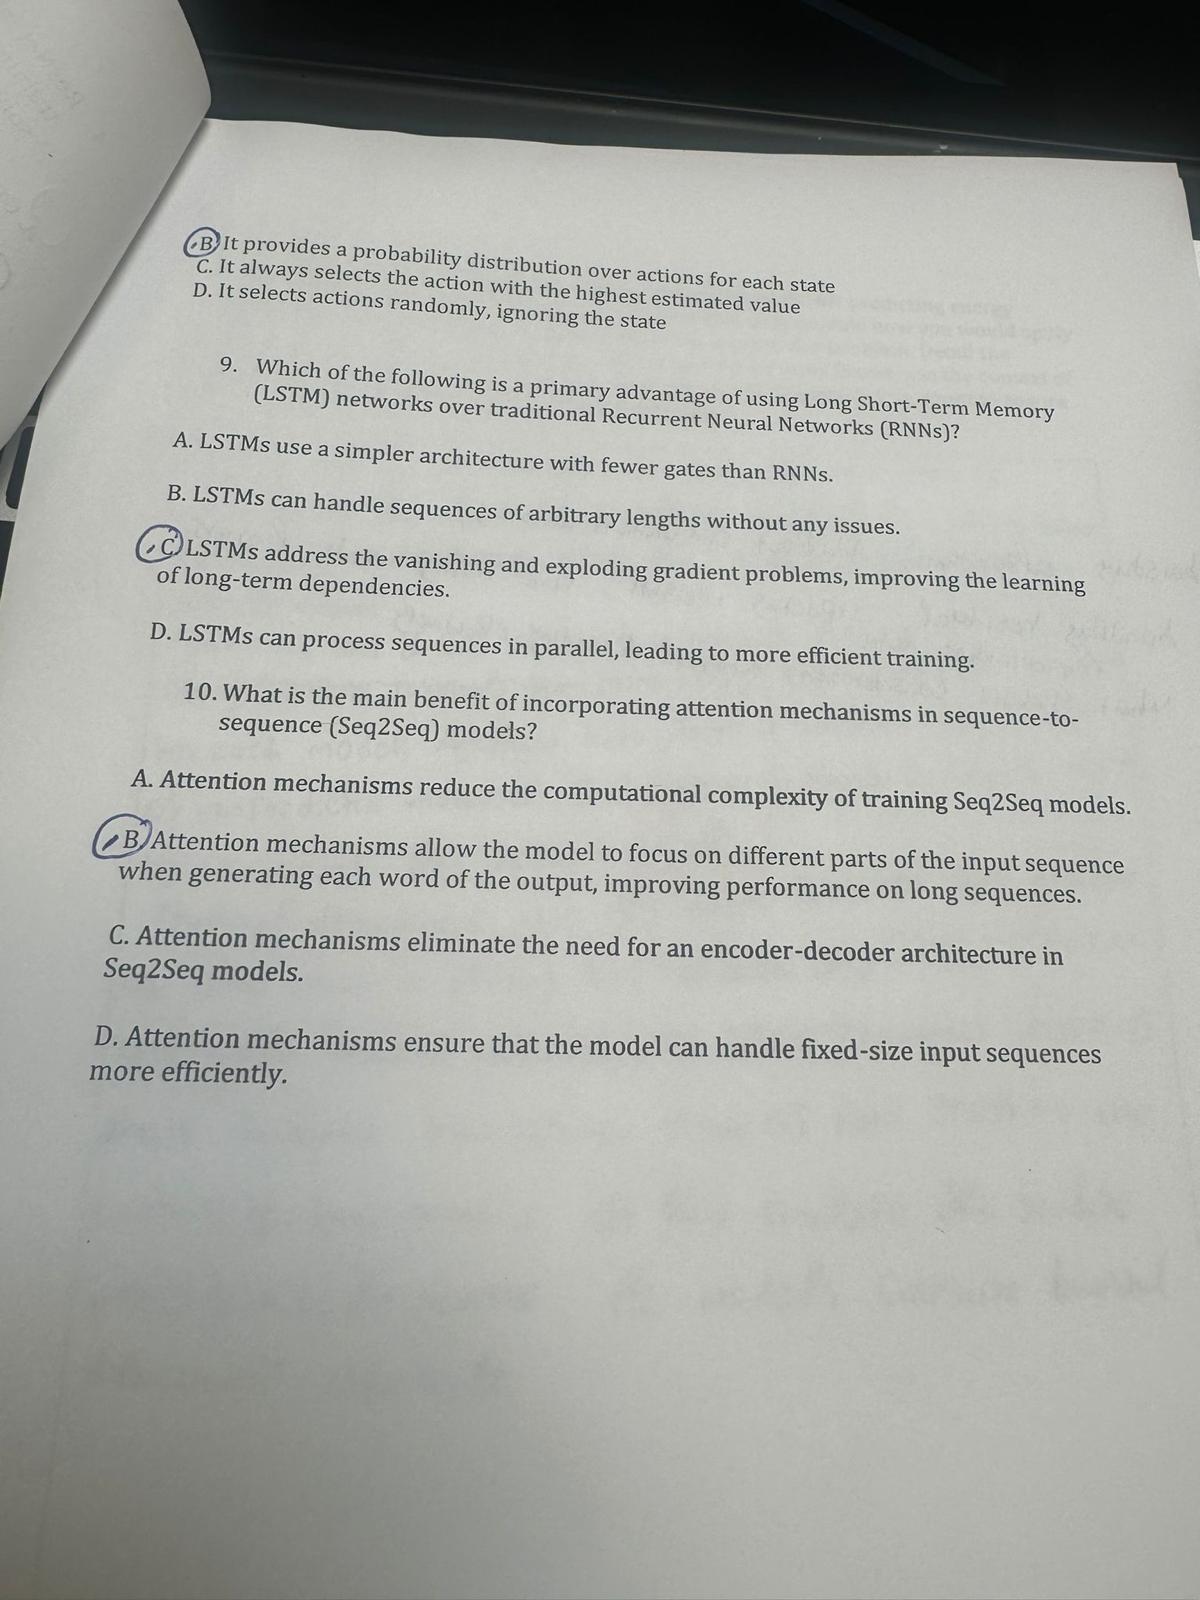 B. It provides a probability distribution over actions for each state
C. It always selects the action with the highest estimated value
D. It selects actions randomly, ignoring the state
9. Which of the following is a primary advantage of using Long Short-Term Memory
(LSTM) networks over traditional Recurrent Neural Networks (RNNs)?
A. LSTMs use a simpler architecture with fewer gates than RNNs.
B. LSTMs can handle sequences of arbitrary lengths without any issues.
C. LSTMs address the vanishing and exploding gradient problems, improving the learning
of long-term dependencies.
D. LSTMs can process sequences in parallel, leading to more efficient training.
10. What is the main benefit of incorporating attention mechanisms in sequence-to-
sequence (Seq2Seq) models?
A. Attention mechanisms reduce the computational complexity of training Seq2Seq models.
B. Attention mechanisms allow the model to focus on different parts of the input sequence
when generating each word of the output, improving performance on long sequences.
C. Attention mechanisms eliminate the need for an encoder-decoder architecture in
Seq2Seq models.
D. Attention mechanisms ensure that the model can handle fixed-size input sequences
more efficiently.